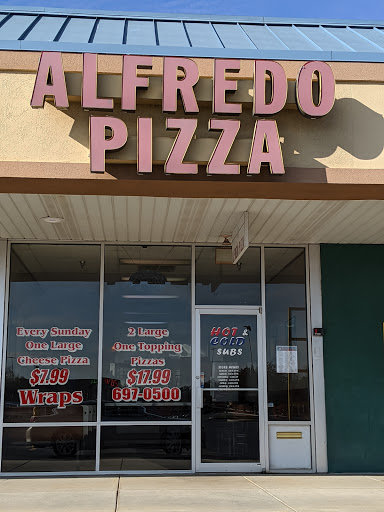 ALFREDO
PIZZA
Every Sunday
One Large
Cheese Pizza
$7.99
Wraps
2 Large
One Topping
Pizzas
$17.99
697-0500
HOT &
COLD
SUBS